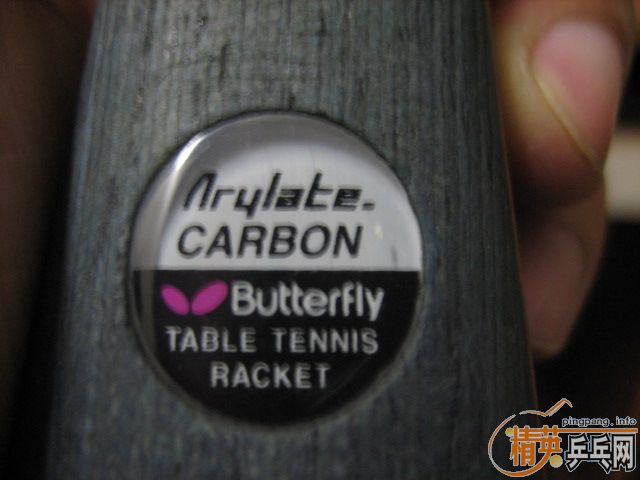 Arylate-
CARBON
Butterfly
TABLE TENNIS
RACKET
pingpang.info
精英乒乓网